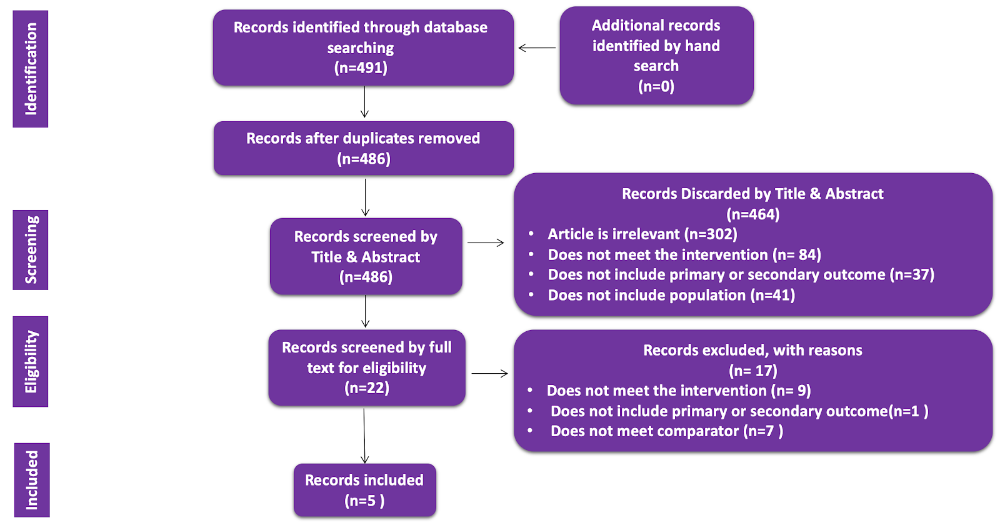 Identification
Records identified through database
searching
(n=491)
Additional records
identified by hand
search
(n=0)
Records after duplicates removed
(n=486)
Screening
Records screened by
Title & Abstract
(n=486)
Records Discarded by Title & Abstract
(n=464)
• Article is irrelevant (n=302)
• Does not meet the intervention (n= 84)
• Does not include primary or secondary outcome (n=37)
• Does not include population (n=41)
Eligibility
Records screened by full
text for eligibility
(n=22)
Records excluded, with reasons
(n= 17)
• Does not meet the intervention (n= 9)
• Does not include primary or secondary outcome(n=1 )
• Does not meet comparator (n=7 )
Included
Records included
(n=5 )